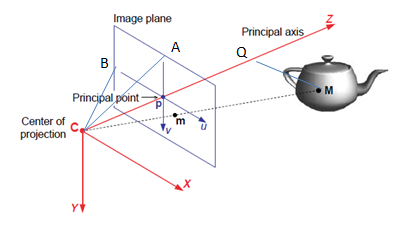 Image plane
Z
Principal axis
A
Q
B
Principal point
p
M
m
Center of
projection
C
v
u
X
Y